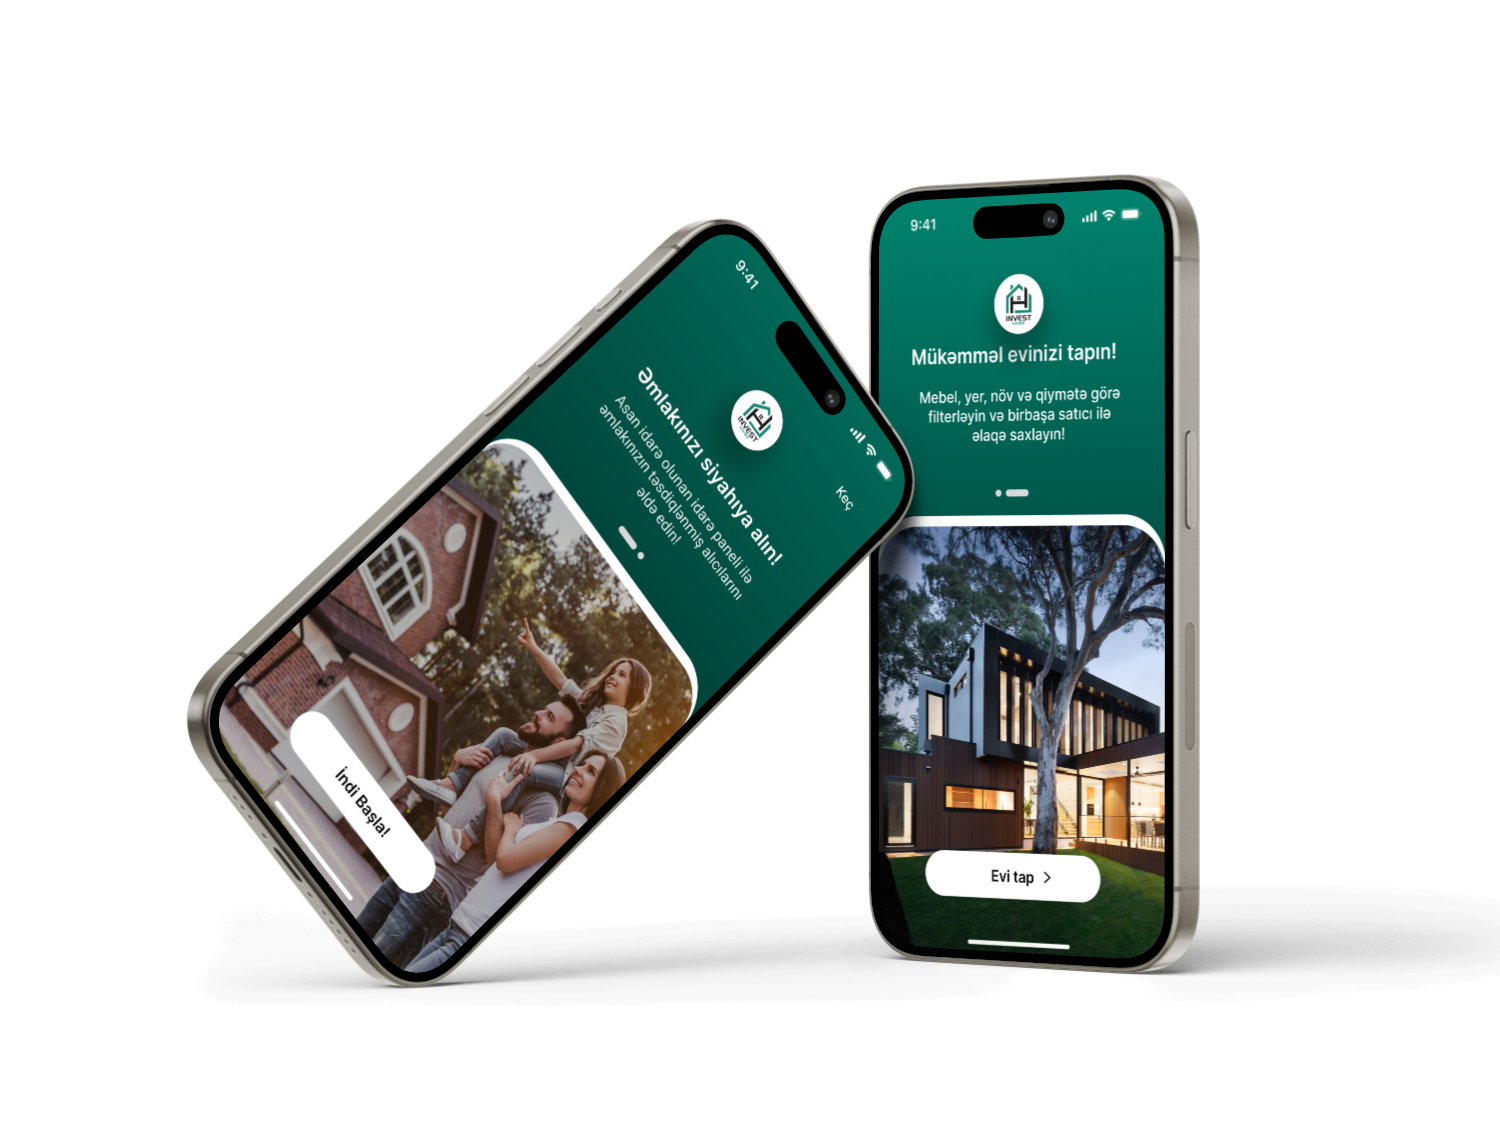 9:41
INVEST
Əmlakınızı siyahıya alın!
Asan idarə olunan idarə paneli ilə
əmlakınızın təsdiqlənmiş alıcılarını
əldə edin!
Keç
İndi Başla!
9:41
INVEST
Mükəmməl evinizi tapın!
Mebel, yer, növ və qiymətə görə
filterləyin və birbaşa satıcı ilə
əlaqə saxlayın!
Evi tap